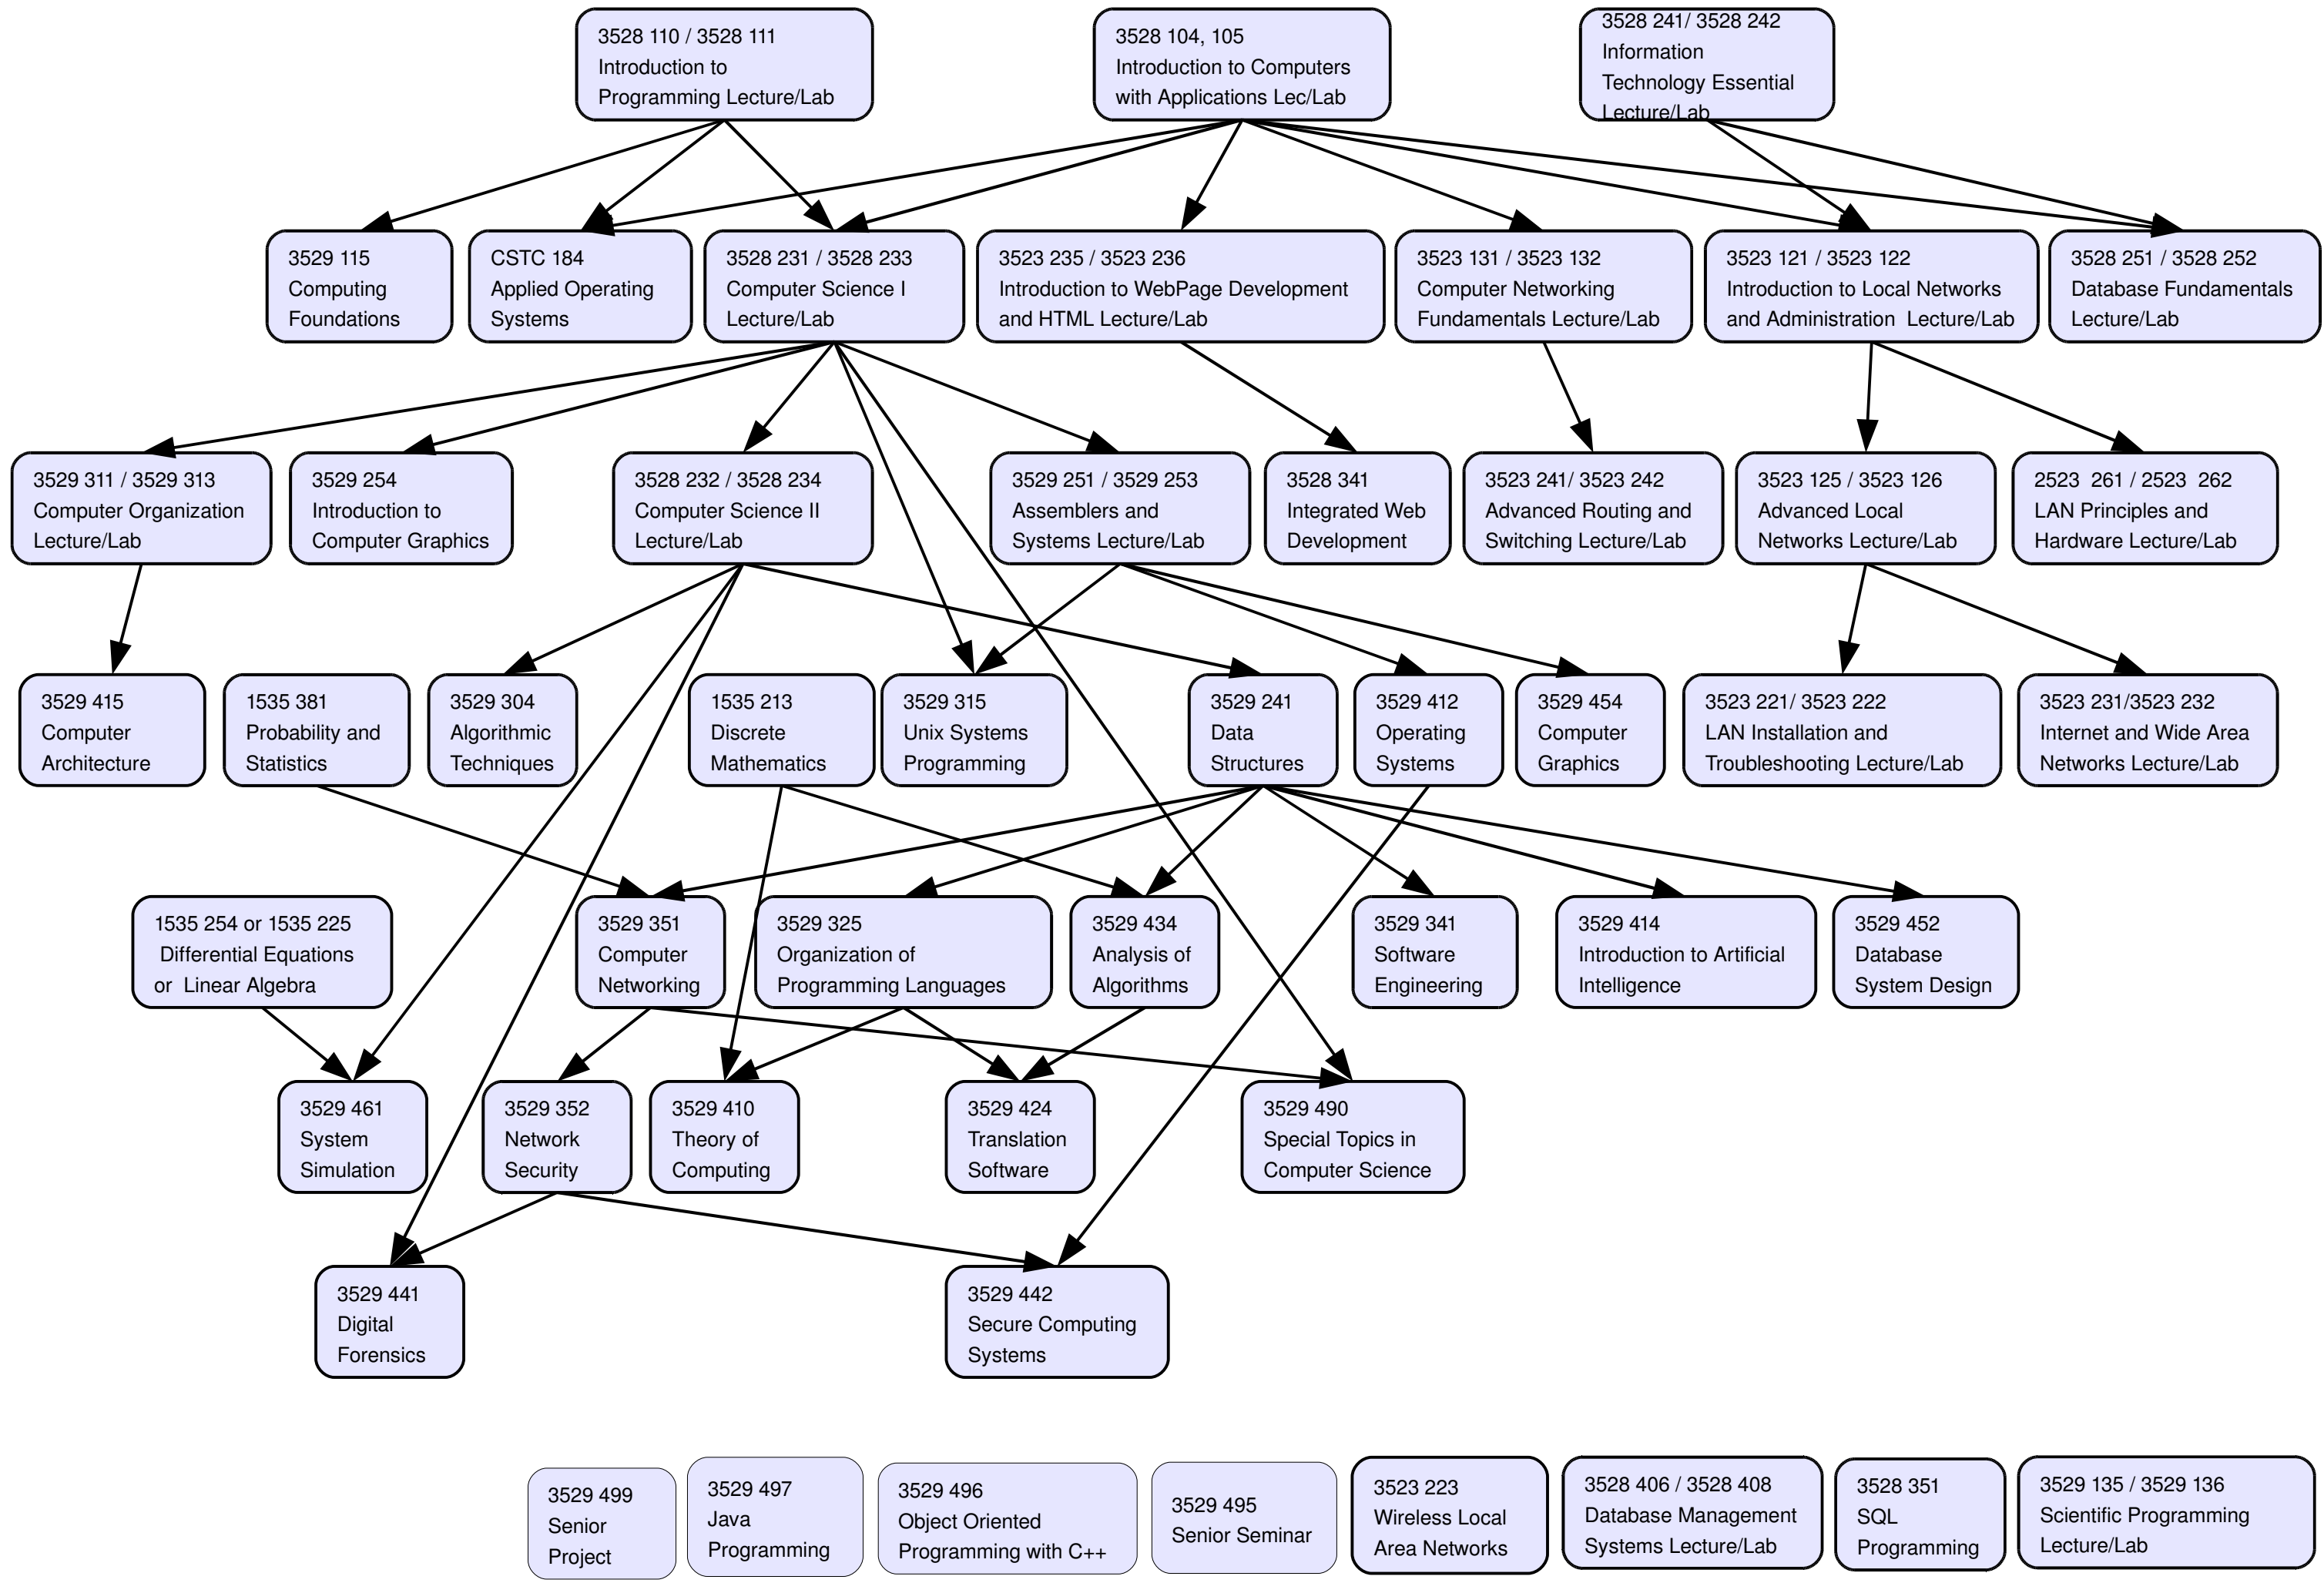 3528 110 / 3528 111
Introduction to
Programming Lecture/Lab
3528 104, 105
Introduction to Computers
with Applications Lec/Lab
3528 241/ 3528 242
Information
Technology Essential
Lecture/Lab
3529 115
Computing
Foundations
CSTC 184
Applied Operating
Systems
3528 231 / 3528 233
Computer Science I
Lecture/Lab
3523 235 / 3523 236
Introduction to WebPage Development
and HTML Lecture/Lab
3523 131 / 3523 132
Computer Networking
Fundamentals Lecture/Lab
3523 121 / 3523 122
Introduction to Local Networks
and Administration  Lecture/Lab
3528 251 / 3528 252
Database Fundamentals
Lecture/Lab
3529 311 / 3529 313
Computer Organization
Lecture/Lab
3529 254
Introduction to
Computer Graphics
3528 232 / 3528 234
Computer Science II
Lecture/Lab
3529 251 / 3529 253
Assemblers and
Systems Lecture/Lab
3528 341
Integrated Web
Development
3523 241/ 3523 242
Advanced Routing and
Switching Lecture/Lab
3523 125 / 3523 126
Advanced Local
Networks Lecture/Lab
2523  261 / 2523  262
LAN Principles and
Hardware Lecture/Lab
3529 415
Computer
Architecture
1535 381
Probability and
Statistics
3529 304
Algorithmic
Techniques
1535 213
Discrete
Mathematics
3529 315
Unix Systems
Programming
3529 241
Data
Structures
3529 412
Operating
Systems
3529 454
Computer
Graphics
3523 221/ 3523 222
LAN Installation and
Troubleshooting Lecture/Lab
3523 231/3523 232
Internet and Wide Area
Networks Lecture/Lab
1535 254 or 1535 225
Differential Equations
or  Linear Algebra
3529 351
Computer
Networking
3529 325
Organization of
Programming Languages
3529 434
Analysis of
Algorithms
3529 341
Software
Engineering
3529 414
Introduction to Artificial
Intelligence
3529 452
Database
System Design
3529 461
System
Simulation
3529 352
Network
Security
3529 410
Theory of
Computing
3529 424
Translation
Software
3529 490
Special Topics in
Computer Science
3529 441
Digital
Forensics
3529 442
Secure Computing
Systems
3529 499
Senior
Project
3529 497
Java
Programming
3529 496
Object Oriented
Programming with C++
3529 495
Senior Seminar
3523 223
Wireless Local
Area Networks
3528 406 / 3528 408
Database Management
Systems Lecture/Lab
3528 351
SQL
Programming
3529 135 / 3529 136
Scientific Programming
Lecture/Lab